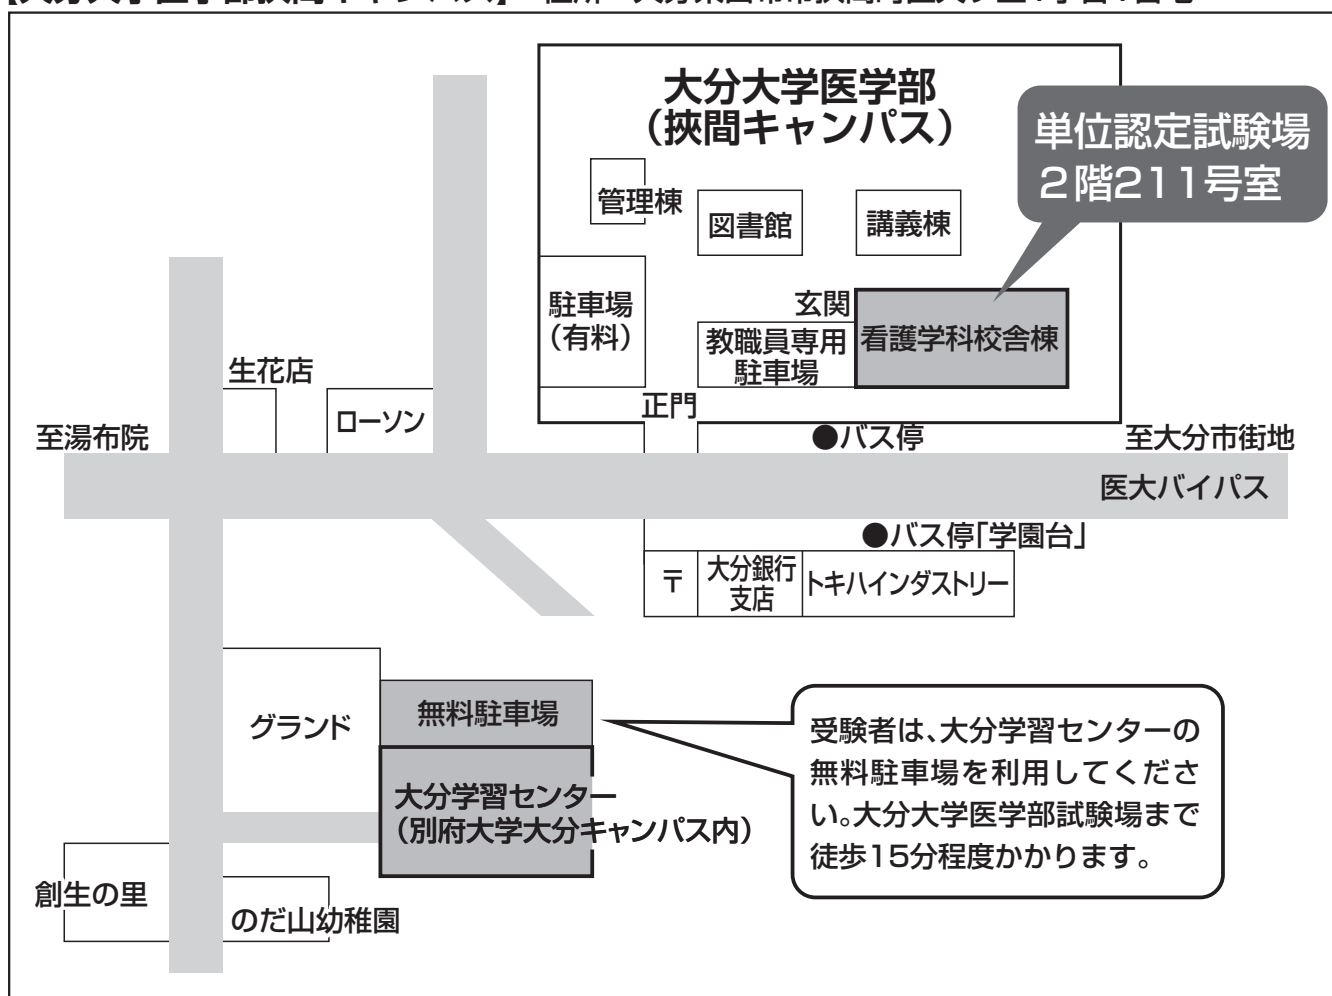 大分大学医学部
（挾間キャンパス）
単位認定試験場
２階211号室
管理棟
図書館
講義棟
駐車場
（有料）
玄関
教職員専用
駐車場
看護学科校舎棟
生花店
ローソン
正門
至湯布院
●バス停
至大分市街地
医大バイパス
●バス停「学園台」
〒
大分銀行
支店
トキハインダストリー
グランド
無料駐車場
受験者は、大分学習センターの
無料駐車場を利用してくださ
い。大分大学医学部試験場まで
徒歩15分程度かかります。
大分学習センター
（別府大学大分キャンパス内）
創生の里
のだ山幼稚園